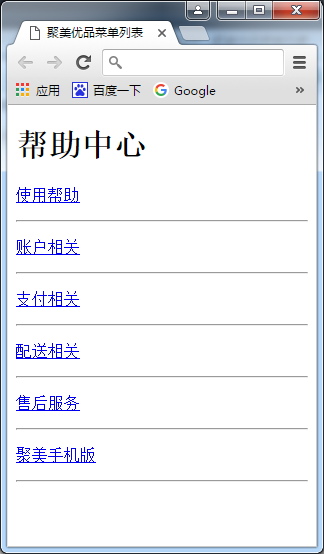 聚美优品菜单列表
应用 百度一下 Google »
帮助中心
使用帮助
账户相关
支付相关
配送相关
售后服务
聚美手机版